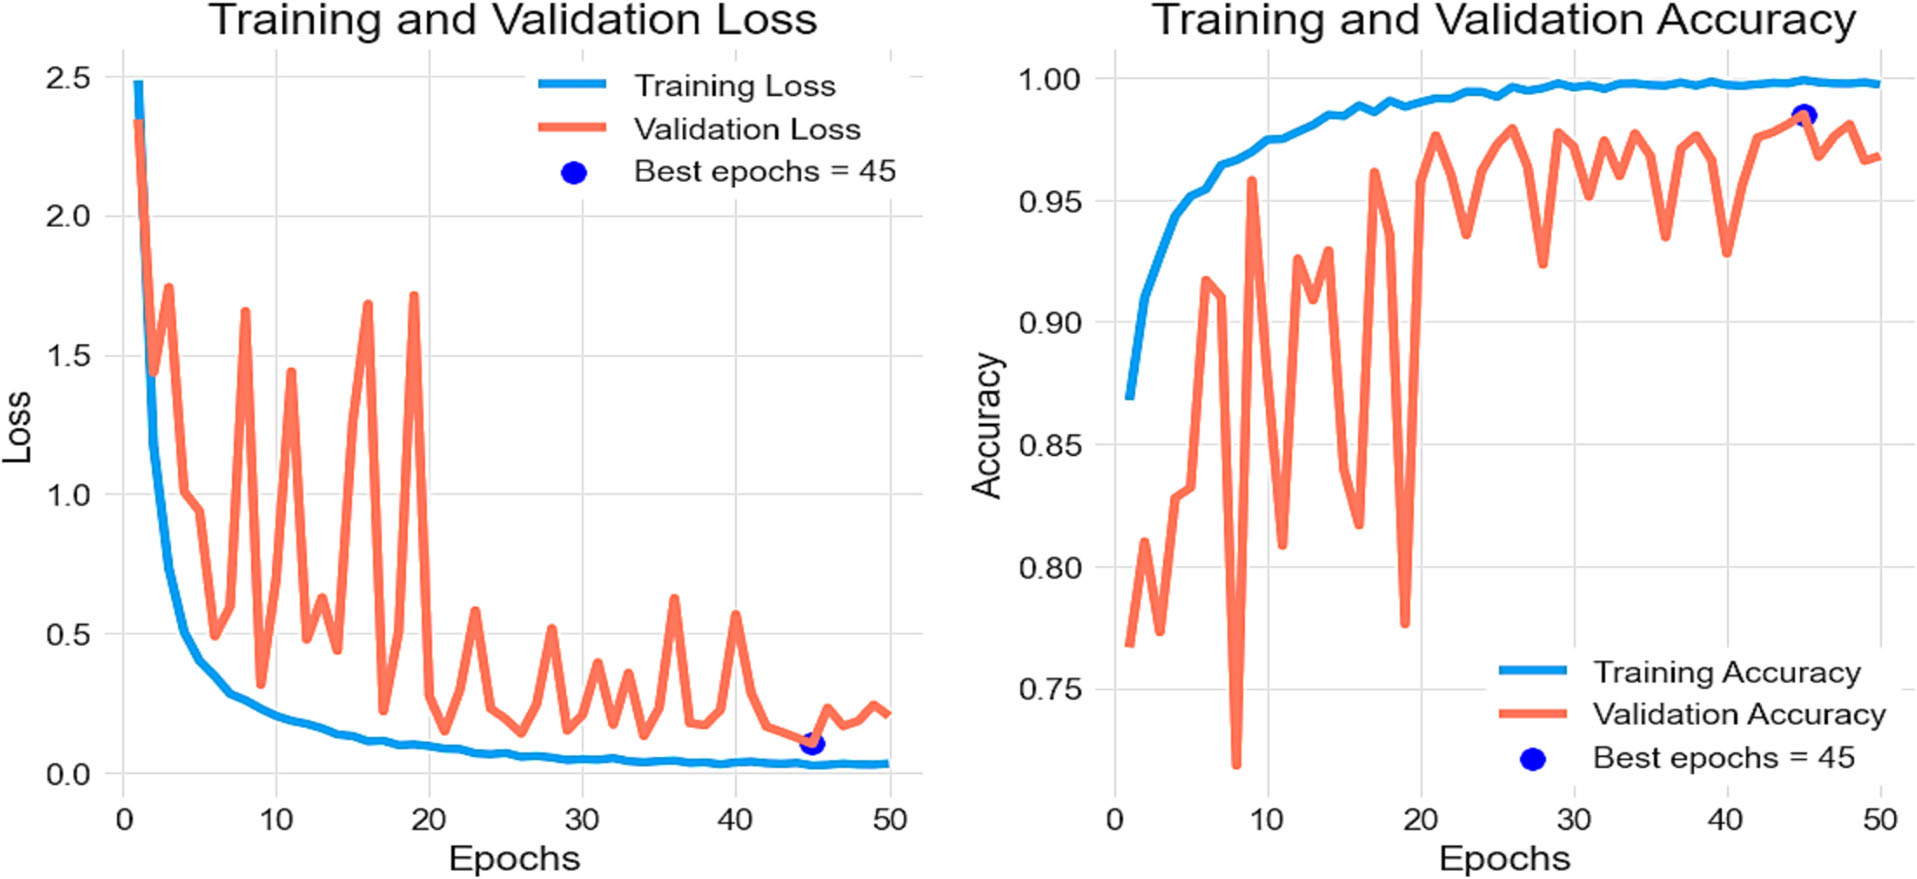 Training and Validation Loss
2.5
2.0
1.5
1.0
0.5
0.0
Loss
Training Loss
Validation Loss
Best epochs = 45
0 10 20 30 40 50
Epochs
Training and Validation Accuracy
1.00
0.95
0.90
0.85
0.80
0.75
Accuracy
Training Accuracy
Validation Accuracy
Best epochs = 45
0 10 20 30 40 50
Epochs